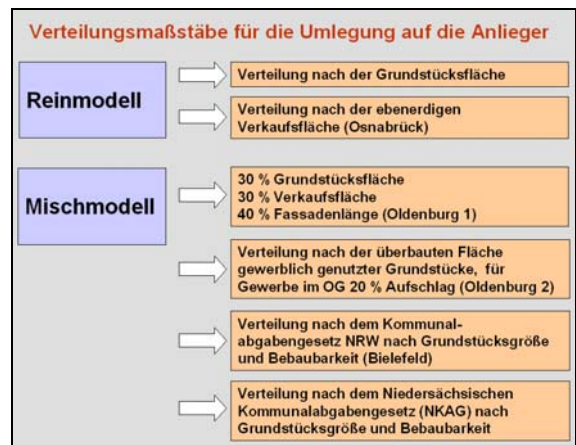 Verteilungsmaßstäbe für die Umlegung auf die Anlieger
Reinmodell
Verteilung nach der Grundstücksfläche
Verteilung nach der ebenerdigen
Verkaufsfläche (Osnabrück)
Mischmodell
30 % Grundstücksfläche
30 % Verkaufsfläche
40 % Fassadenlänge (Oldenburg 1)
Verteilung nach der überbauten Fläche
gewerblich genutzter Grundstücke, für
Gewerbe im OG 20 % Aufschlag (Oldenburg 2)
Verteilung nach dem Kommunal-
abgabengesetz NRW nach Grundstücksgröße
und Bebaubarkeit (Bielefeld)
Verteilung nach dem Niedersächsischen
Kommunalabgabengesetz (NKAG) nach
Grundstücksgröße und Bebaubarkeit